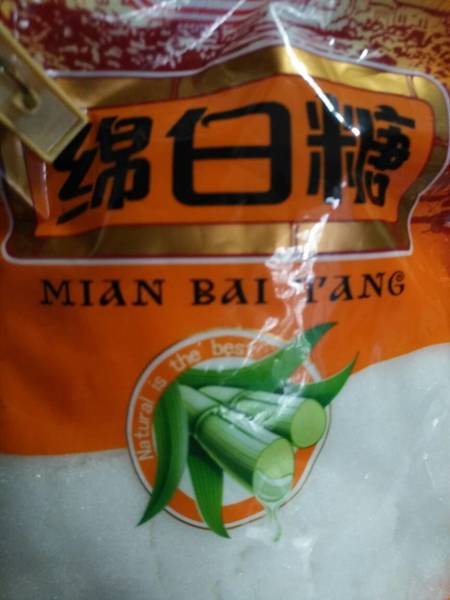 绵白糖
MIAN BAI TANG
Natural is the best